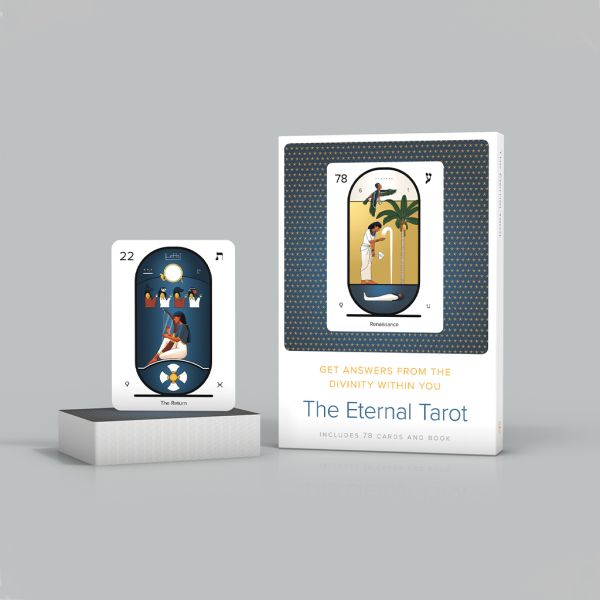 22 ת
The Return
78 ע
Renaissance
GET ANSWERS FROM THE
DIVINITY WITHIN YOU
The Eternal Tarot
INCLUDES 78 CARDS AND BOOK
THE ETERNAL TAROT